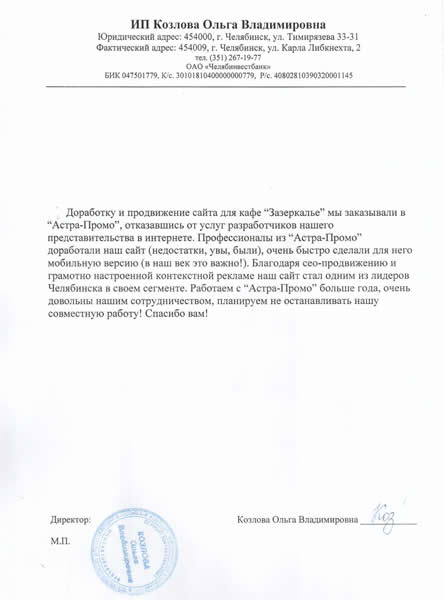 ИП Козлова Ольга Владимировна
Юридический адрес: 454000, г. Челябинск, ул. Тимирязева 33-31
Фактический адрес: 454009, г. Челябинск, ул. Карла Либкнехта, 2
тел. (351) 267-19-77
ОАО «Челябинвестбанк»
БИК 047501779, К/с. 30101810400000000779, Р/с. 40802810390320001145
Доработку и продвижение сайта для кафе “Зазеркалье” мы заказывали в
“Астра-Промо”, отказавшись от услуг разработчиков нашего
представительства в интернете. Профессионалы из “Астра-Промо”
доработали наш сайт (недостатки, увы, были), очень быстро сделали для него
мобильную версию (в наш век это важно!). Благодаря сео-продвижению и
грамотно настроенной контекстной рекламе наш сайт стал одним из лидеров
Челябинска в своем сегменте. Работаем с “Астра-Промо” больше года, очень
довольны нашим сотрудничеством, планируем не останавливать нашу
совместную работу! Спасибо вам!
Директор:
Козлова Ольга Владимировна
Коз
М.П.
КОЗЛОВА
Ольга
Владимировна